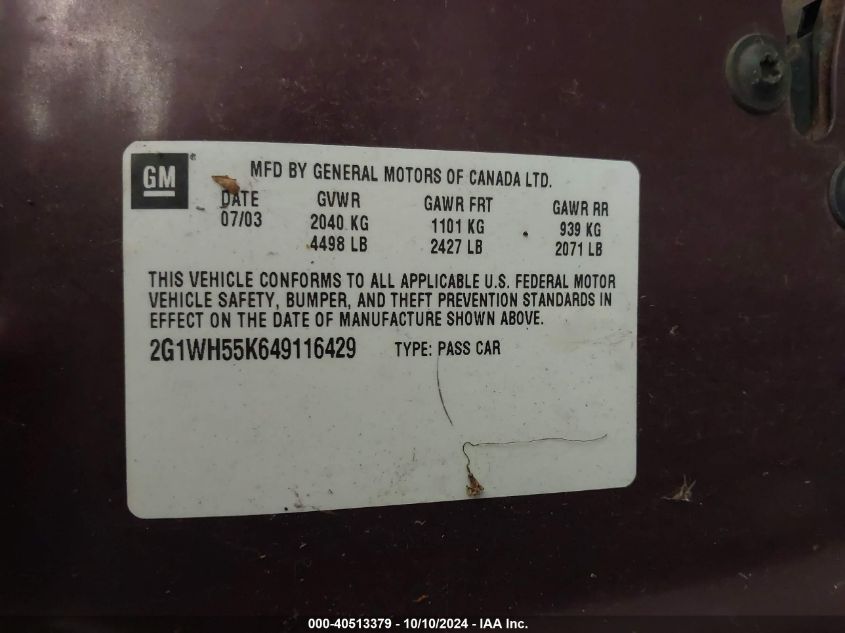 GM ®
MFD BY GENERAL MOTORS OF CANADA LTD.
DATE GVWR GAWR FRT GAWR RR
07/03 2040 KG 1101 KG 939 KG
4498 LB 2427 LB 2071 LB
THIS VEHICLE CONFORMS TO ALL APPLICABLE U.S. FEDERAL MOTOR
VEHICLE SAFETY, BUMPER, AND THEFT PREVENTION STANDARDS IN
EFFECT ON THE DATE OF MANUFACTURE SHOWN ABOVE.
2G1WH55K649116429 TYPE: PASS CAR
000-40513379 - 10/10/2024 - IAA Inc.